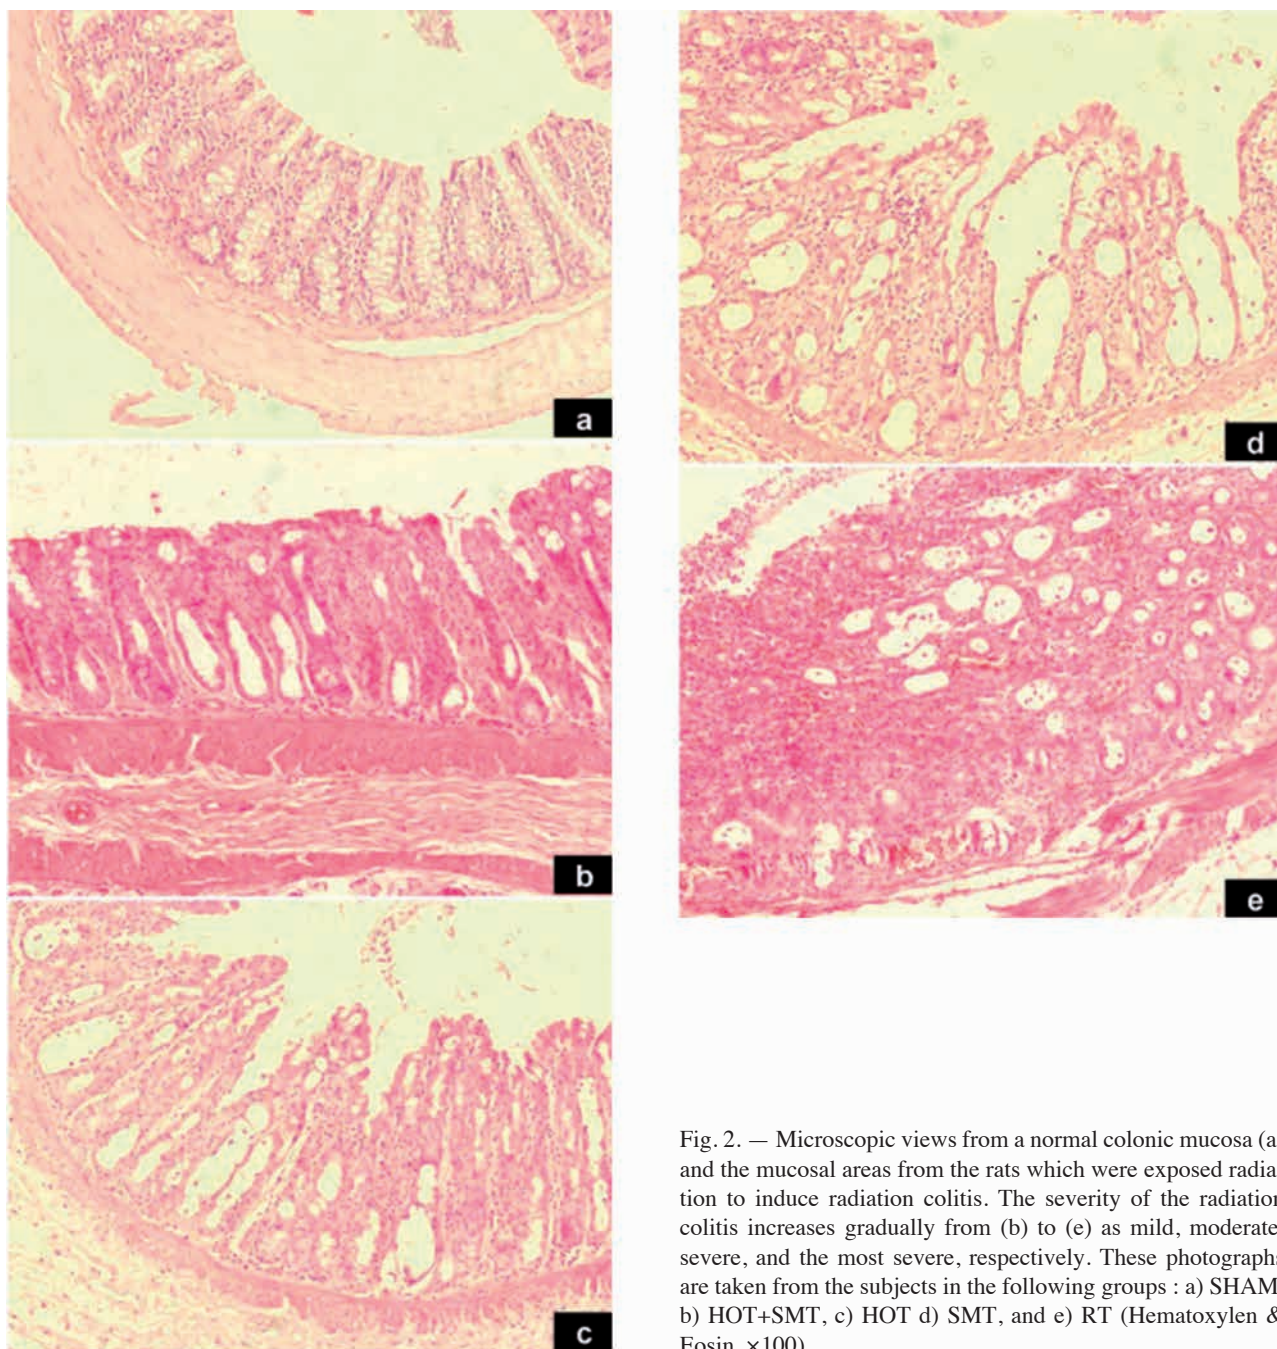 a
b
c
d
e
Fig. 2. — Microscopic views from a normal colonic mucosa (a
and the mucosal areas from the rats which were exposed radia
tion to induce radiation colitis. The severity of the radiation
colitis increases gradually from (b) to (e) as mild, moderate
severe, and the most severe, respectively. These photographs
are taken from the subjects in the following groups : a) SHAM
b) HOT+SMT, c) HOT d) SMT, and e) RT (Hematoxylen &
Eosin, ×100)